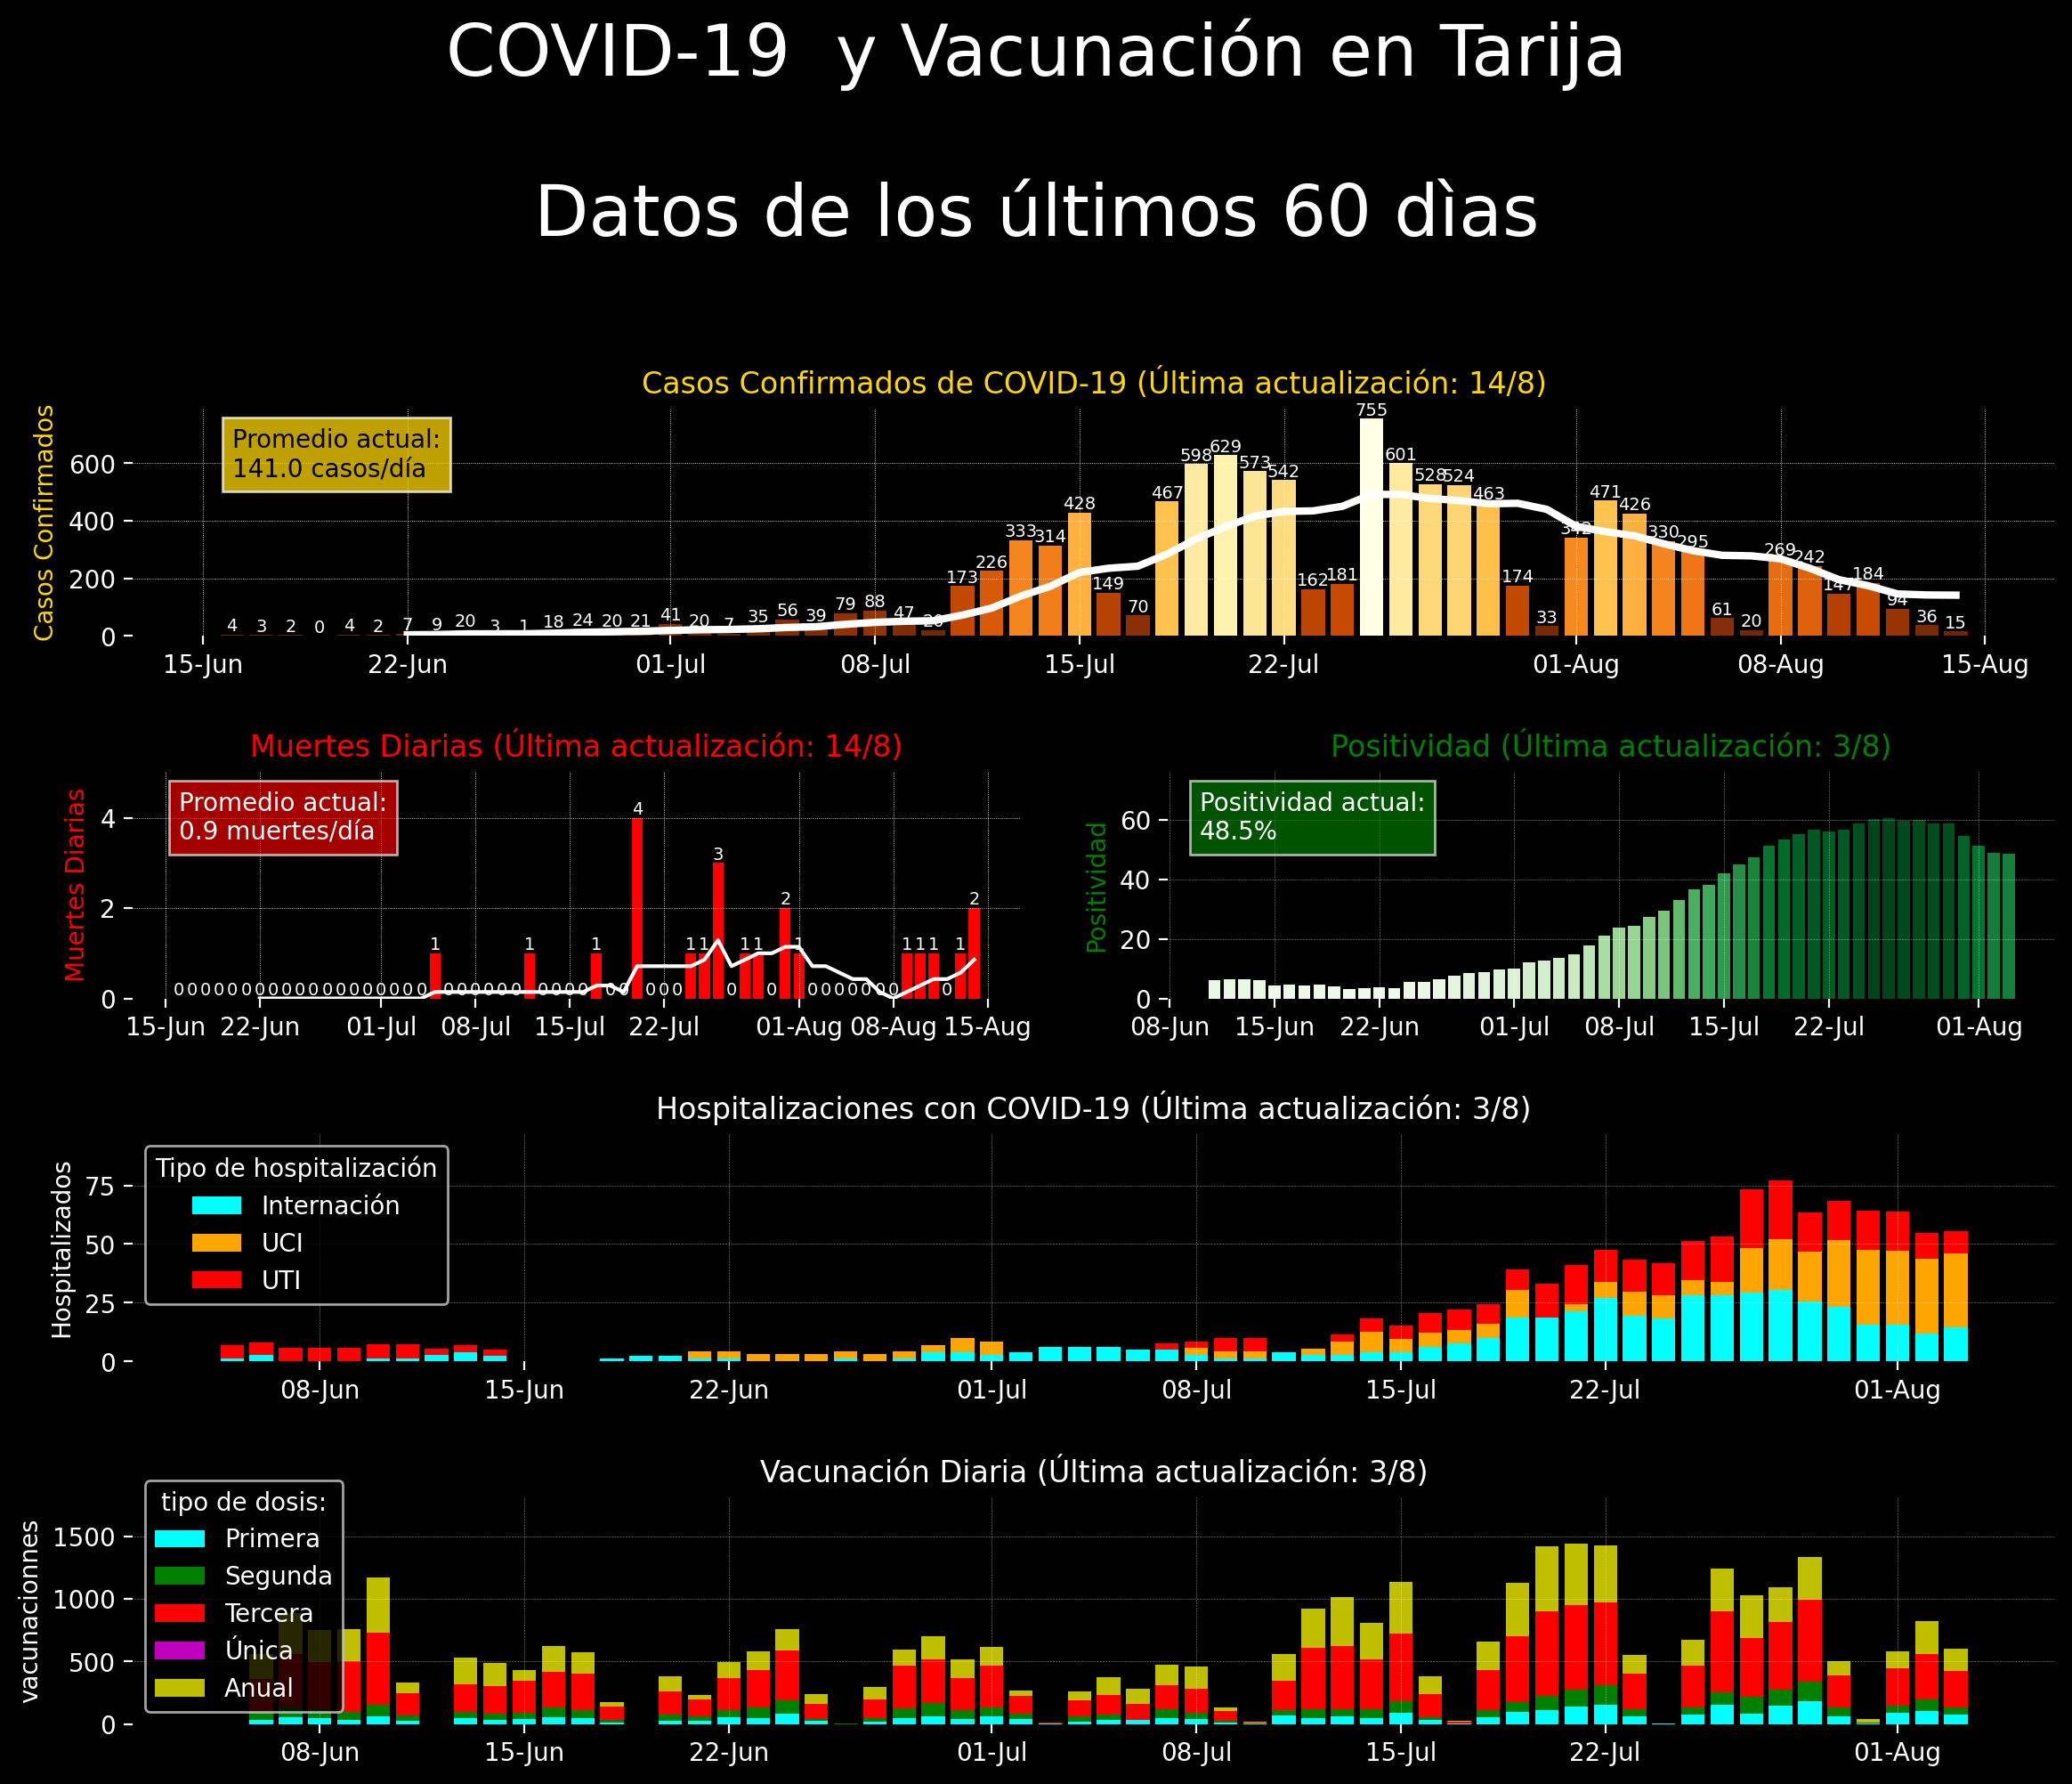 COVID-19  y Vacunación en Tarija
Datos de los últimos 60 dìas
Casos Confirmados de COVID-19 (Última actualización: 14/8)
Casos Confirmados
Promedio actual:
141.0 casos/día
600
400
200
0
4 3 2 0 4 2 7 9 20 3 1 18 24 20 21 41 20 7 35 56 39 79 88 47 20 173 226 333 314 428 149 70 467 598 629 573 542 162 181 755 601 528 524 463 174 33 342 471 426 330 295 61 20 269 242 147 184 94 36 15
15-Jun 22-Jun 01-Jul 08-Jul 15-Jul 22-Jul 01-Aug 08-Aug 15-Aug
Muertes Diarias (Última actualización: 14/8)
Muertes Diarias
Promedio actual:
0.9 muertes/día
4
2
0
0 0 0 0 0 0 0 0 0 0 0 0 0 0 0 0 0 0 0 1 0 0 0 0 0 0 1 0 0 0 0 1 0 0 4 0 0 0 1 1 3 0 1 1 0 2 1 0 0 0 0 0 0 0 1 1 1 0 1 2
15-Jun 22-Jun 01-Jul 08-Jul 15-Jul 22-Jul 01-Aug 08-Aug 15-Aug
Positividad (Última actualización: 3/8)
Positividad
Positividad actual:
48.5%
60
40
20
0
08-Jun 15-Jun 22-Jun 01-Jul 08-Jul 15-Jul 22-Jul 01-Aug
Hospitalizaciones con COVID-19 (Última actualización: 3/8)
Hospitalizados
Tipo de hospitalización
Internación
UCI
UTI
75
50
25
0
08-Jun 15-Jun 22-Jun 01-Jul 08-Jul 15-Jul 22-Jul 01-Aug
Vacunación Diaria (Última actualización: 3/8)
vacunacionnes
tipo de dosis:
Primera
Segunda
Tercera
Única
Anual
1500
1000
500
0
08-Jun 15-Jun 22-Jun 01-Jul 08-Jul 15-Jul 22-Jul 01-Aug